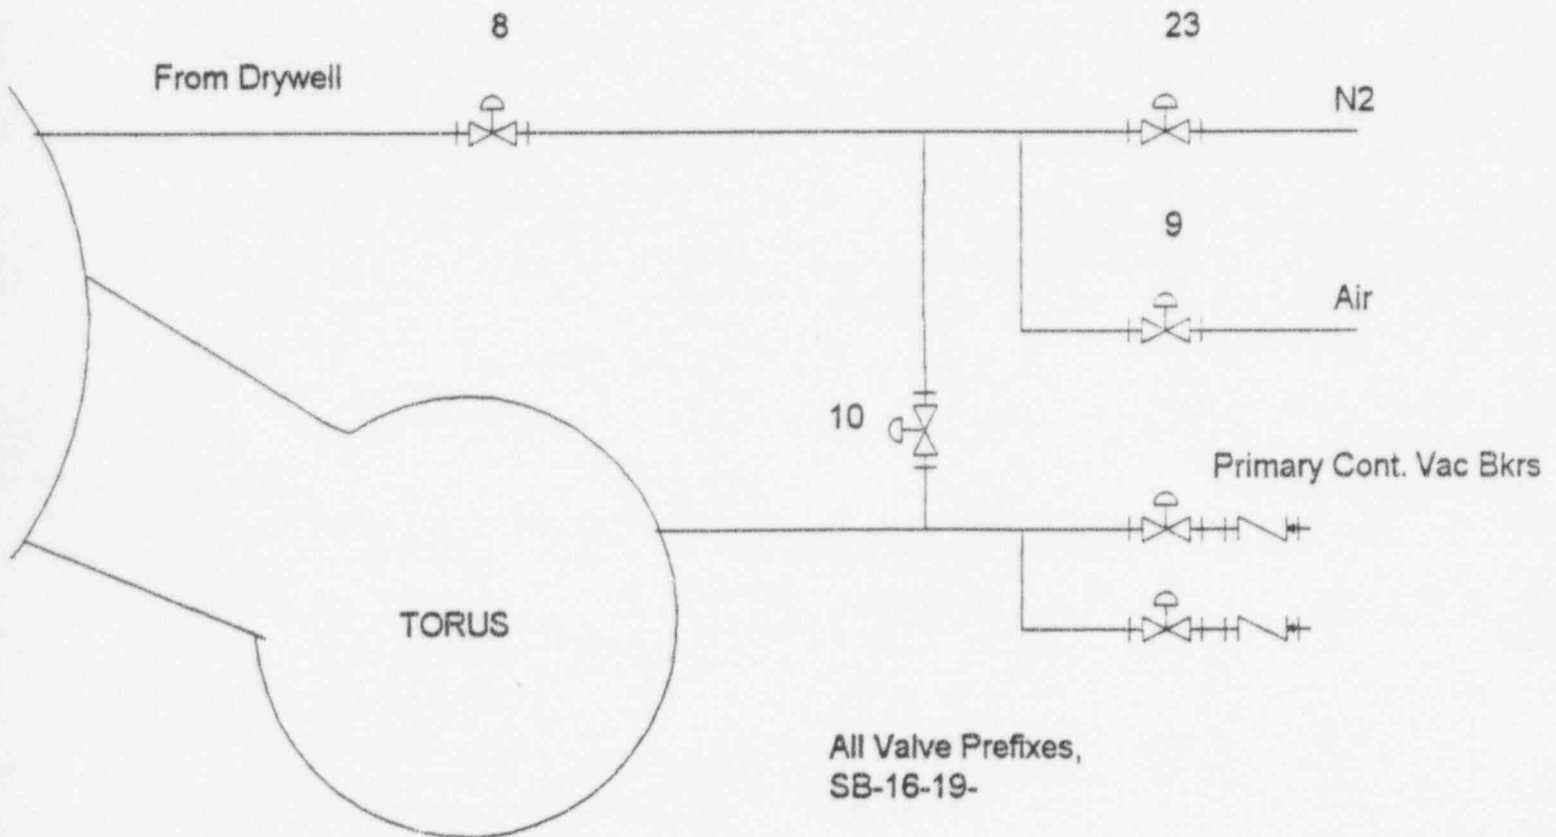 8
23
From Drywell
N2
9
Air
10
Primary Cont. Vac Bkrs
TORUS
All Valve Prefixes,
SB-16-19-